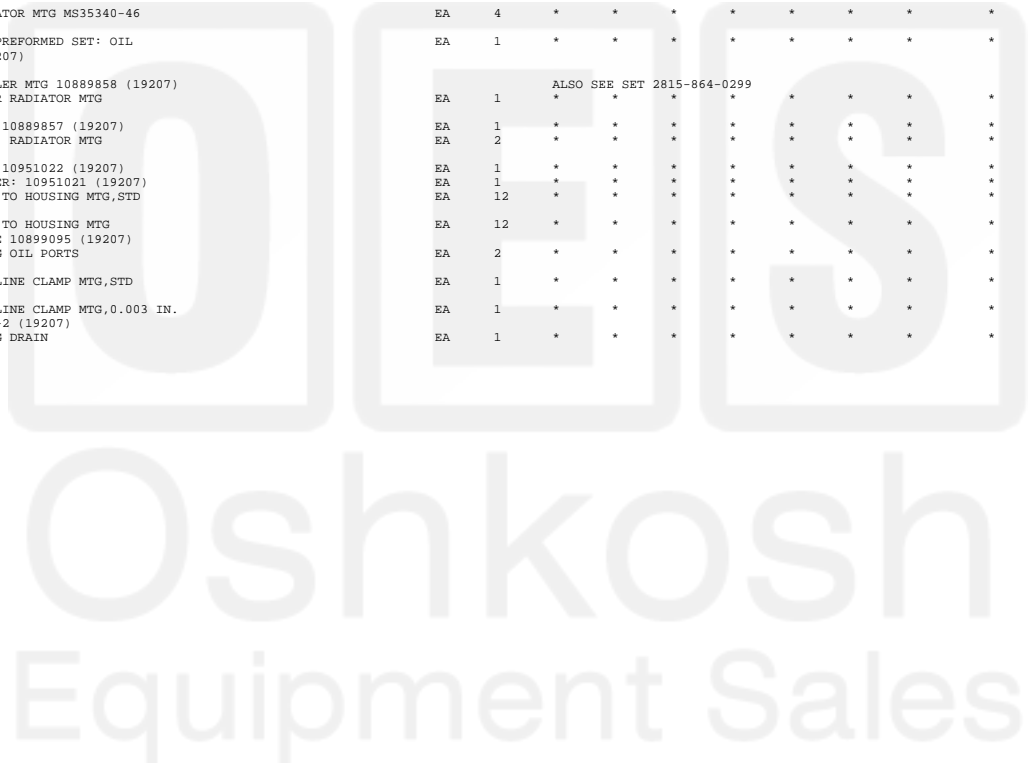 ATOR MTG MS35340-46 EA 4 * * * * * * * *
PREFORMED SET: OIL EA 1 * * * * * * * *
207)
LER MTG 10889858 (19207) ALSO SEE SET 2815-864-0299
R RADIATOR MTG EA 1 * * * * * * * *
10889857 (19207) EA 1 * * * * * * * *
RADIATOR MTG EA 2 * * * * * * * *
10951022 (19207) EA 1 * * * * * * * *
ER: 10951021 (19207) EA 1 * * * * * * * *
TO HOUSING MTG,STD EA 12 * * * * * * * *
TO HOUSING MTG EA 12 * * * * * * * *
E 10899095 (19207)
G OIL PORTS EA 2 * * * * * * * *
LINE CLAMP MTG,STD EA 1 * * * * * * * *
LINE CLAMP MTG,0.003 IN. EA 1 * * * * * * * *
-2 (19207)
G DRAIN EA 1 * * * * * * * *
OES
Oshkosh
Equipment Sales